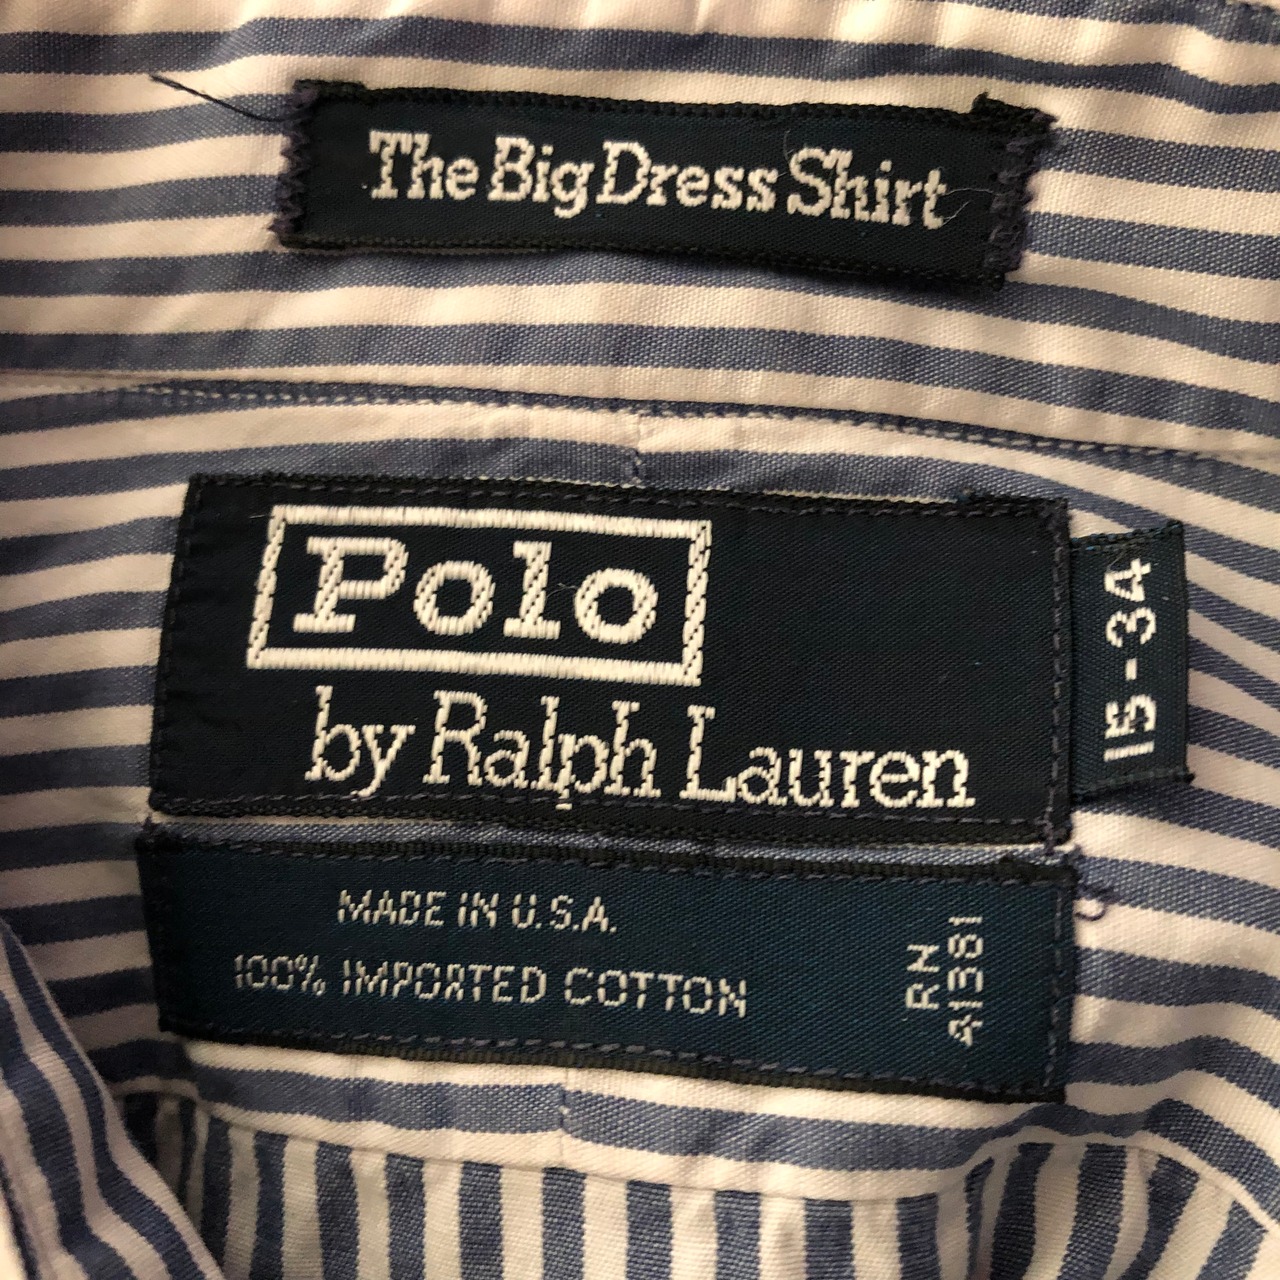 The Big Dress Shirt
Polo
by Ralph Lauren
15-34
MADE IN U.S.A.
100% IMPORTED COTTON
RN
41381